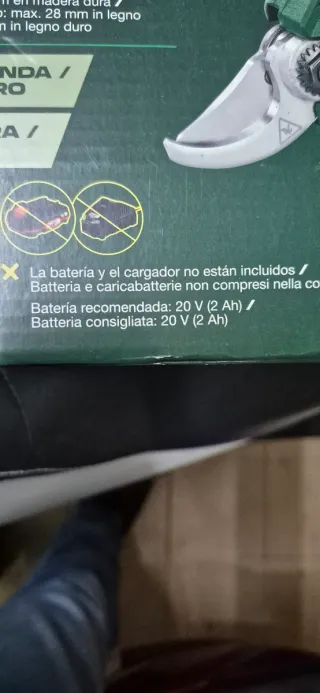 en madera dura /
o: max. 28 mm in legno
m in legno duro
NDA /
RO
RA /
La batería y el cargador no están incluidos /
Batteria e caricabatterie non compresi nella co
Batería recomendada: 20 V (2 Ah) /
Batteria consigliata: 20 V (2 Ah)